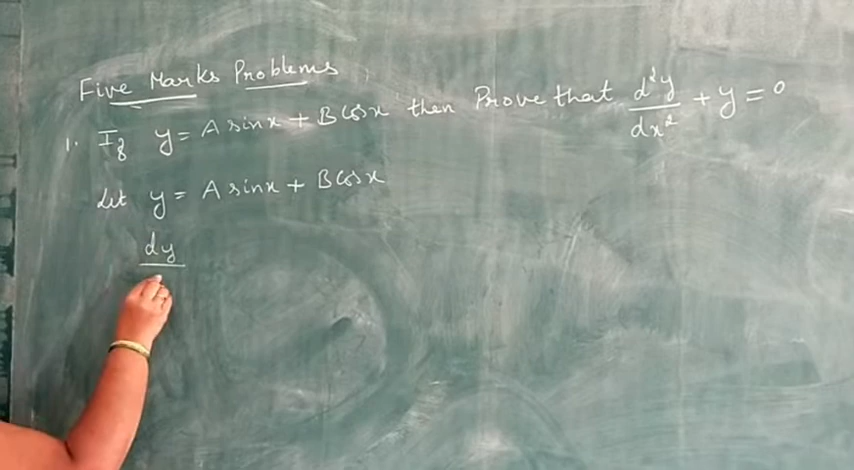 Five Marks Problems
1. If y = A sinx + B Cosx then Prove that d²y/dx² + y = 0
Let y = A sinx + B Cosx
dy